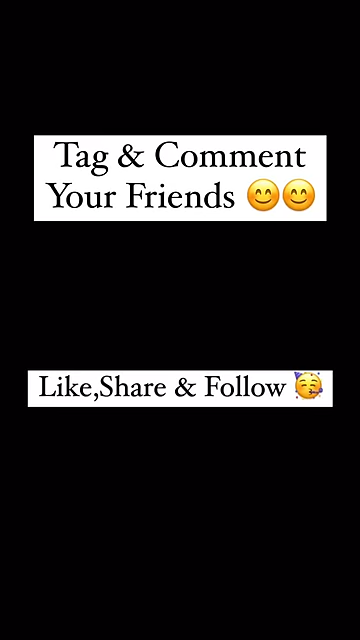 Tag & Comment
Your Friends 😊😊
Like,Share & Follow 🥳